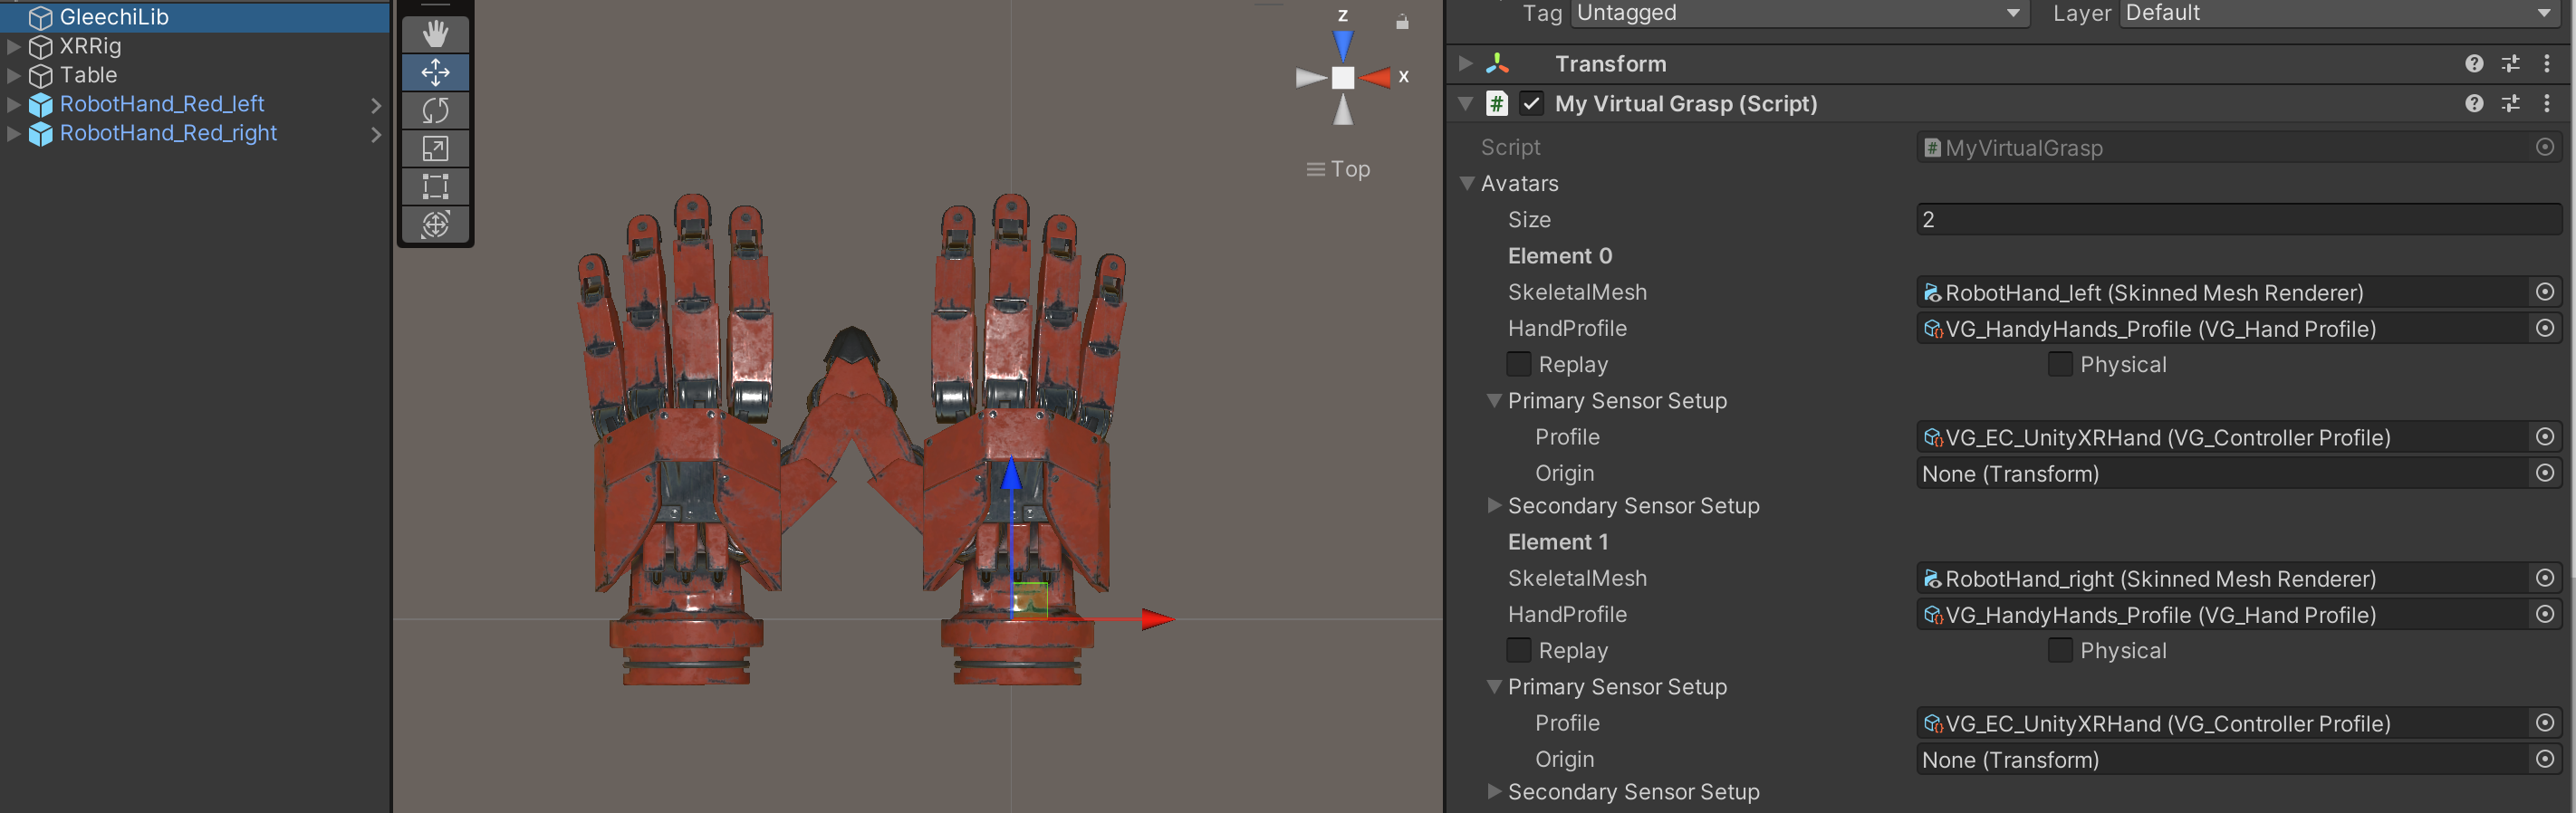 GleechiLib
XRRig
Table
RobotHand_Red_left
RobotHand_Red_right
Z
X
Top
Tag Untagged Layer Default
Transform
# My Virtual Grasp (Script)
Script # MyVirtualGrasp
Avatars
Size 2
Element 0
SkeletalMesh RobotHand_left (Skinned Mesh Renderer)
HandProfile VG_HandyHands_Profile (VG_Hand Profile)
Replay Physical
Primary Sensor Setup
Profile VG_EC_UnityXRHand (VG_Controller Profile)
Origin None (Transform)
Secondary Sensor Setup
Element 1
SkeletalMesh RobotHand_right (Skinned Mesh Renderer)
HandProfile VG_HandyHands_Profile (VG_Hand Profile)
Replay Physical
Primary Sensor Setup
Profile VG_EC_UnityXRHand (VG_Controller Profile)
Origin None (Transform)
Secondary Sensor Setup